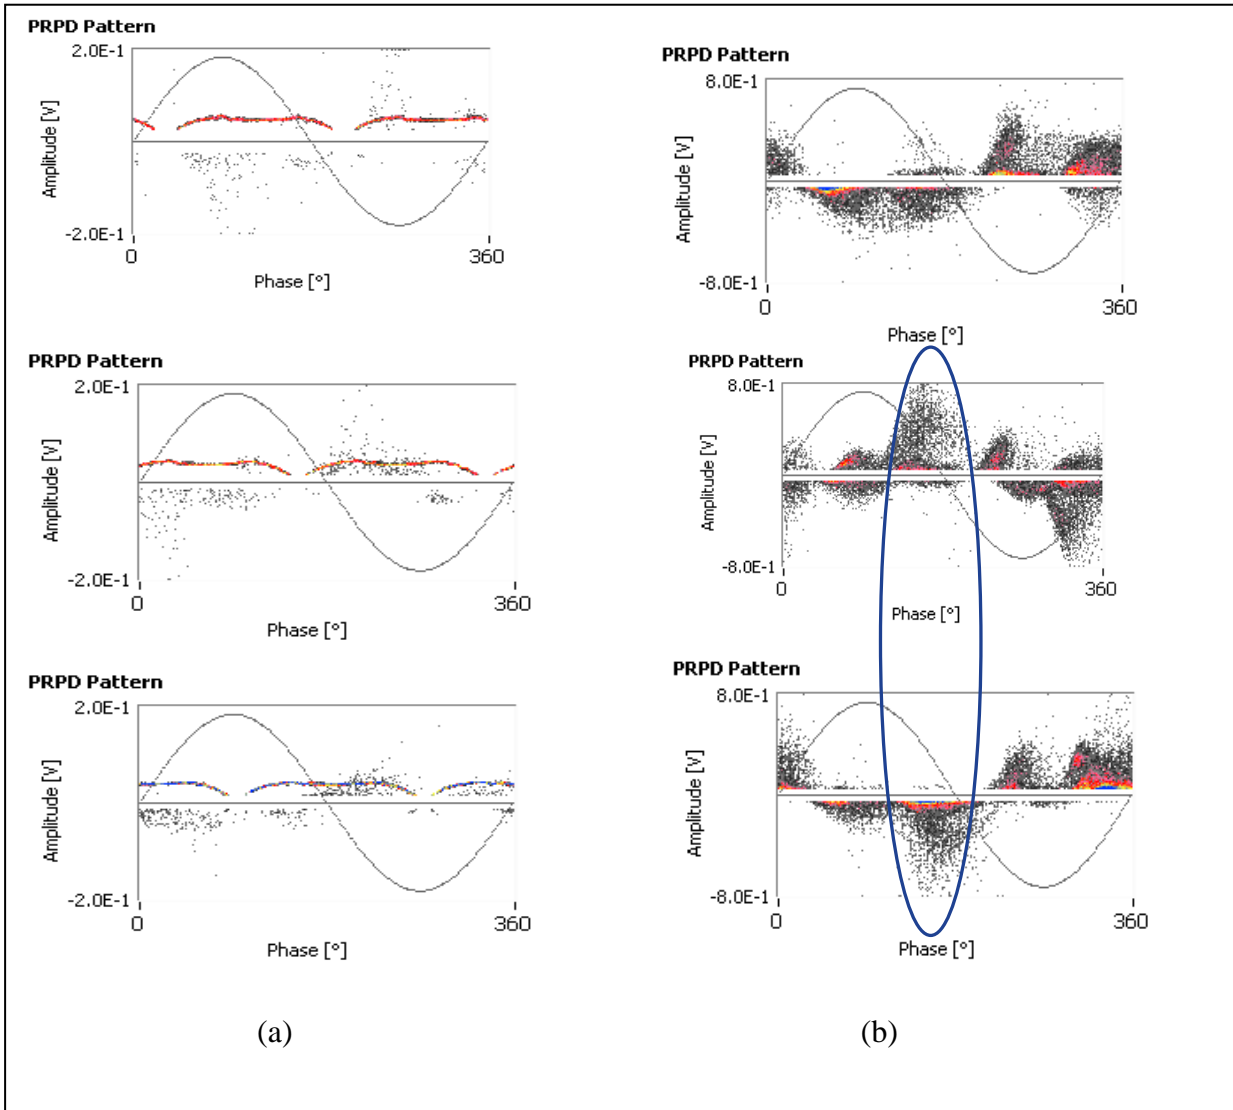 PRPD Pattern
2.0E-1
Amplitude [V]
-2.0E-1
0 360
Phase [°]
PRPD Pattern
2.0E-1
Amplitude [V]
-2.0E-1
0 360
Phase [°]
PRPD Pattern
2.0E-1
Amplitude [V]
-2.0E-1
0 360
Phase [°]
(a)
PRPD Pattern
8.0E-1
Amplitude [V]
-8.0E-1
0 360
Phase [°]
PRPD Pattern
8.0E-1
Amplitude [V]
-8.0E-1
0 360
Phase [°]
PRPD Pattern
8.0E-1
Amplitude [V]
-8.0E-1
0 360
Phase [°]
(b)